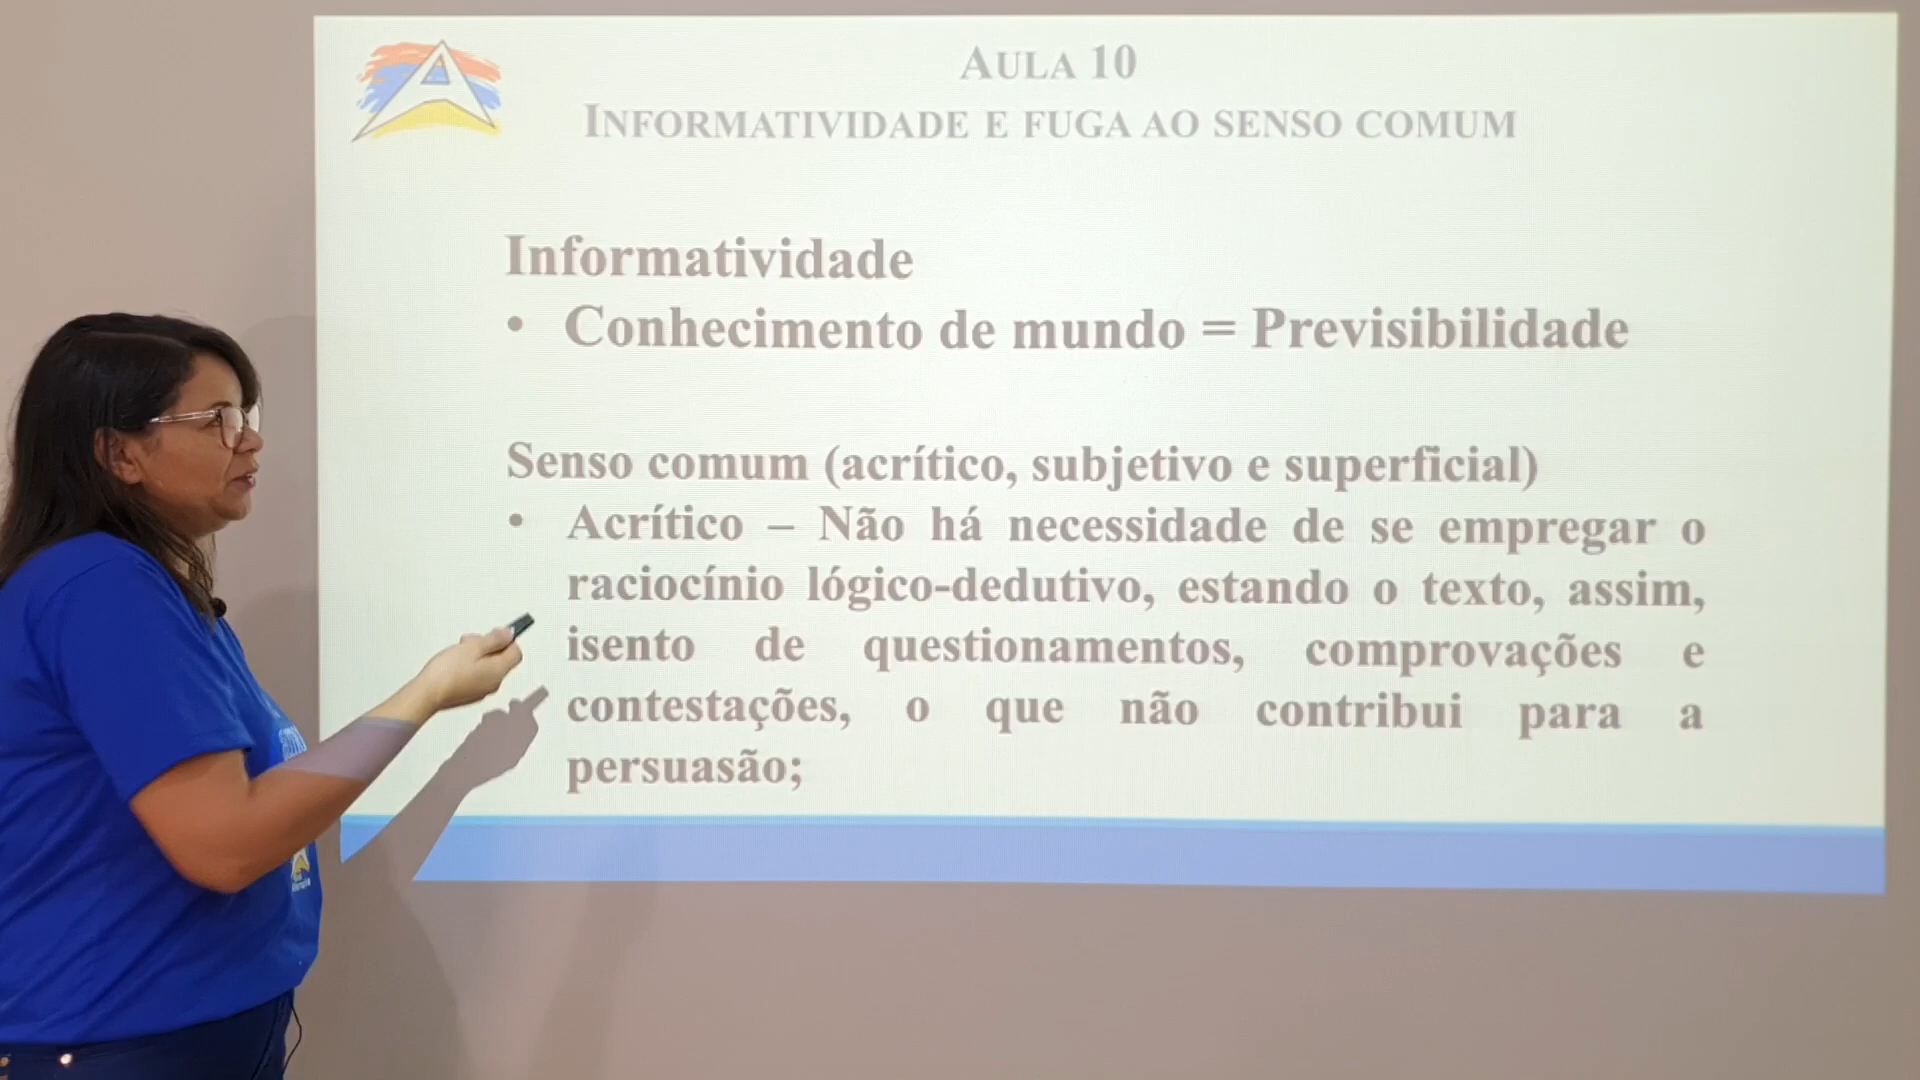 AULA 10
INFORMATIVIDADE E FUGA AO SENSO COMUM
Informatividade
• Conhecimento de mundo = Previsibilidade
Senso comum (acrítico, subjetivo e superficial)
• Acrítico – Não há necessidade de se empregar o
raciocínio lógico-dedutivo, estando o texto, assim,
isento de questionamentos, comprovações e
contestações, o que não contribui para a
persuasão;